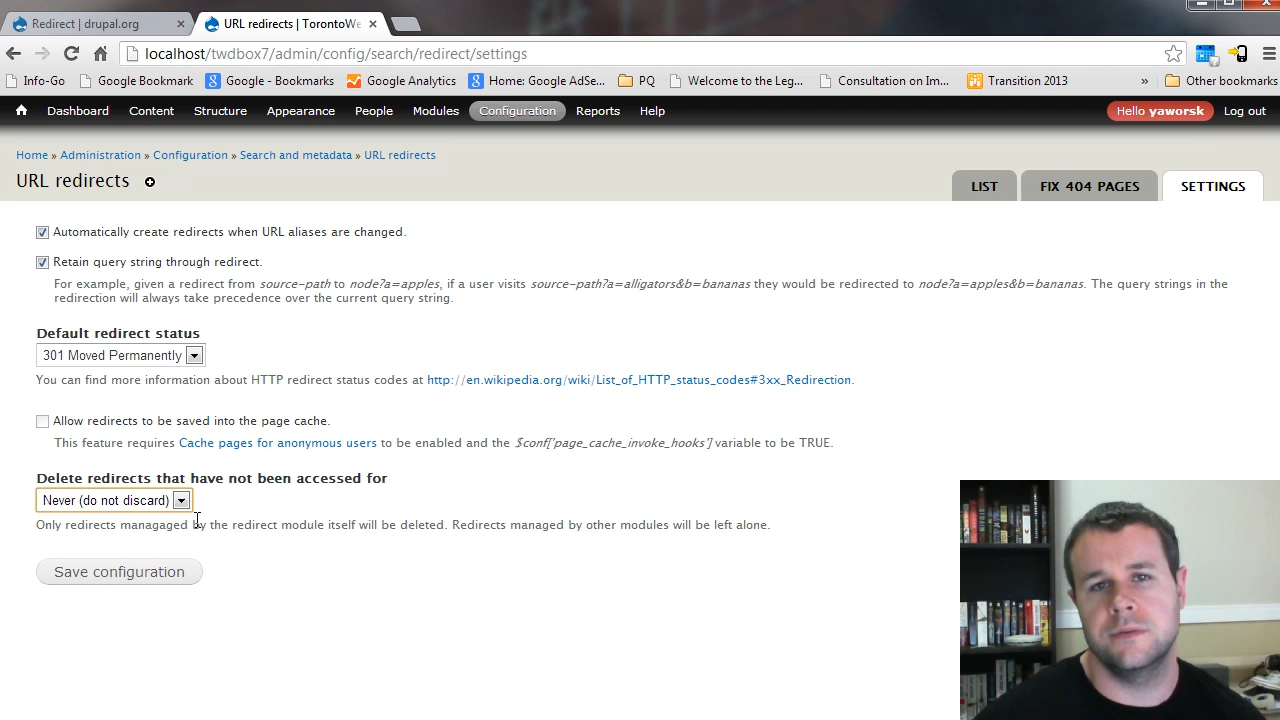 Redirect | drupal.org
URL redirects | TorontoWe
localhost/twdbox7/admin/config/search/redirect/settings
Info-Go Google Bookmark Google - Bookmarks Google Analytics Home: Google AdSe... PQ Welcome to the Leg... Consultation on Im... Transition 2013 » Other bookmarks
Dashboard Content Structure Appearance People Modules Configuration Reports Help Hello yaworsk Log out
Home » Administration » Configuration » Search and metadata » URL redirects
URL redirects
LIST FIX 404 PAGES SETTINGS
Automatically create redirects when URL aliases are changed.
Retain query string through redirect.
For example, given a redirect from source-path to node?a=apples, if a user visits source-path?a=alligators&b=bananas they would be redirected to node?a=apples&b=bananas. The query strings in the
redirection will always take precedence over the current query string.
Default redirect status
301 Moved Permanently
You can find more information about HTTP redirect status codes at http://en.wikipedia.org/wiki/List_of_HTTP_status_codes#3xx_Redirection.
Allow redirects to be saved into the page cache.
This feature requires Cache pages for anonymous users to be enabled and the $conf['page_cache_invoke_hooks'] variable to be TRUE.
Delete redirects that have not been accessed for
Never (do not discard)
Only redirects managaged by the redirect module itself will be deleted. Redirects managed by other modules will be left alone.
Save configuration